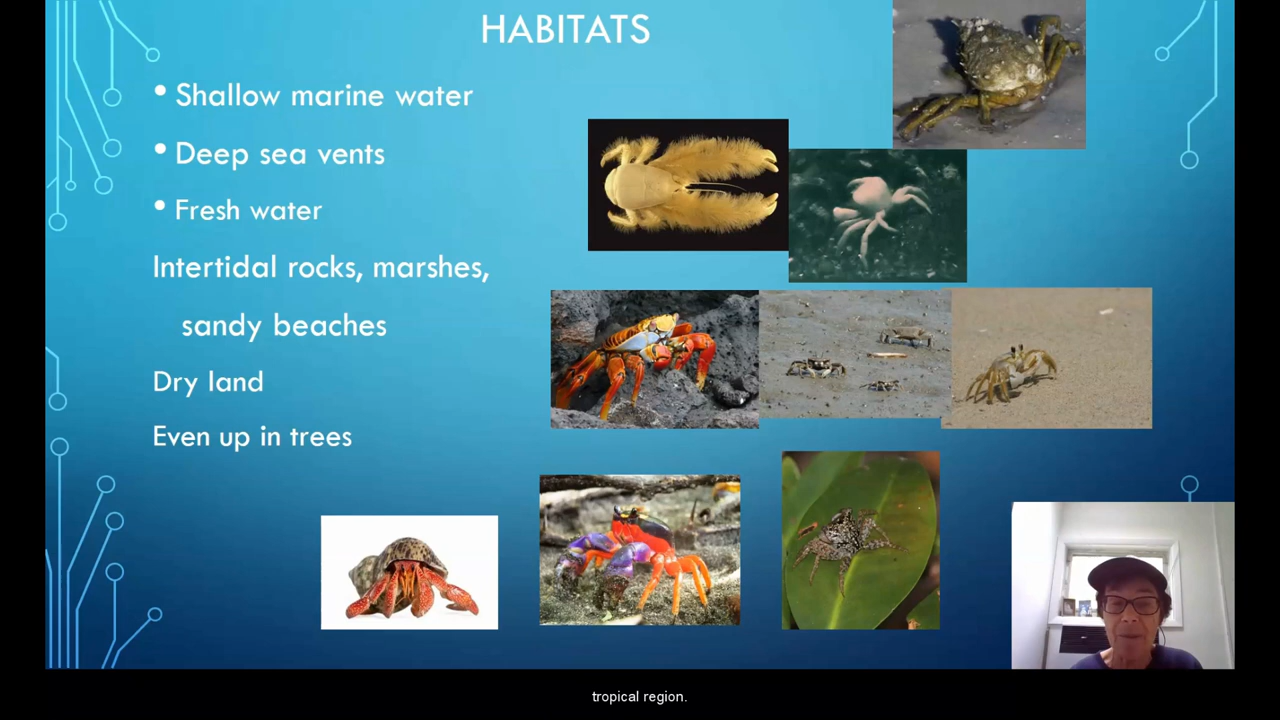 HABITATS
• Shallow marine water
• Deep sea vents
• Fresh water
Intertidal rocks, marshes,
sandy beaches
Dry land
Even up in trees
tropical region.